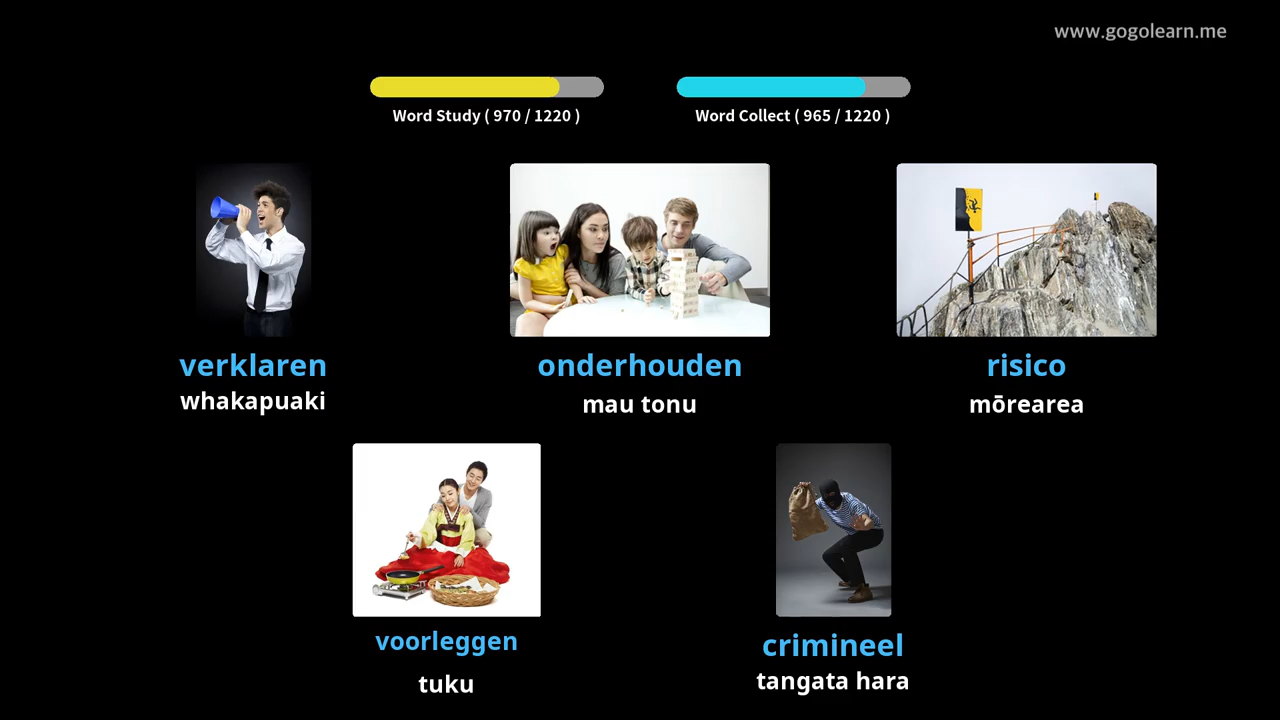 www.gogolearn.me
Word Study ( 970 / 1220 )
Word Collect ( 965 / 1220 )
verklaren
whakapuaki
onderhouden
mau tonu
risico
mōrearea
voorleggen
tuku
crimineel
tangata hara